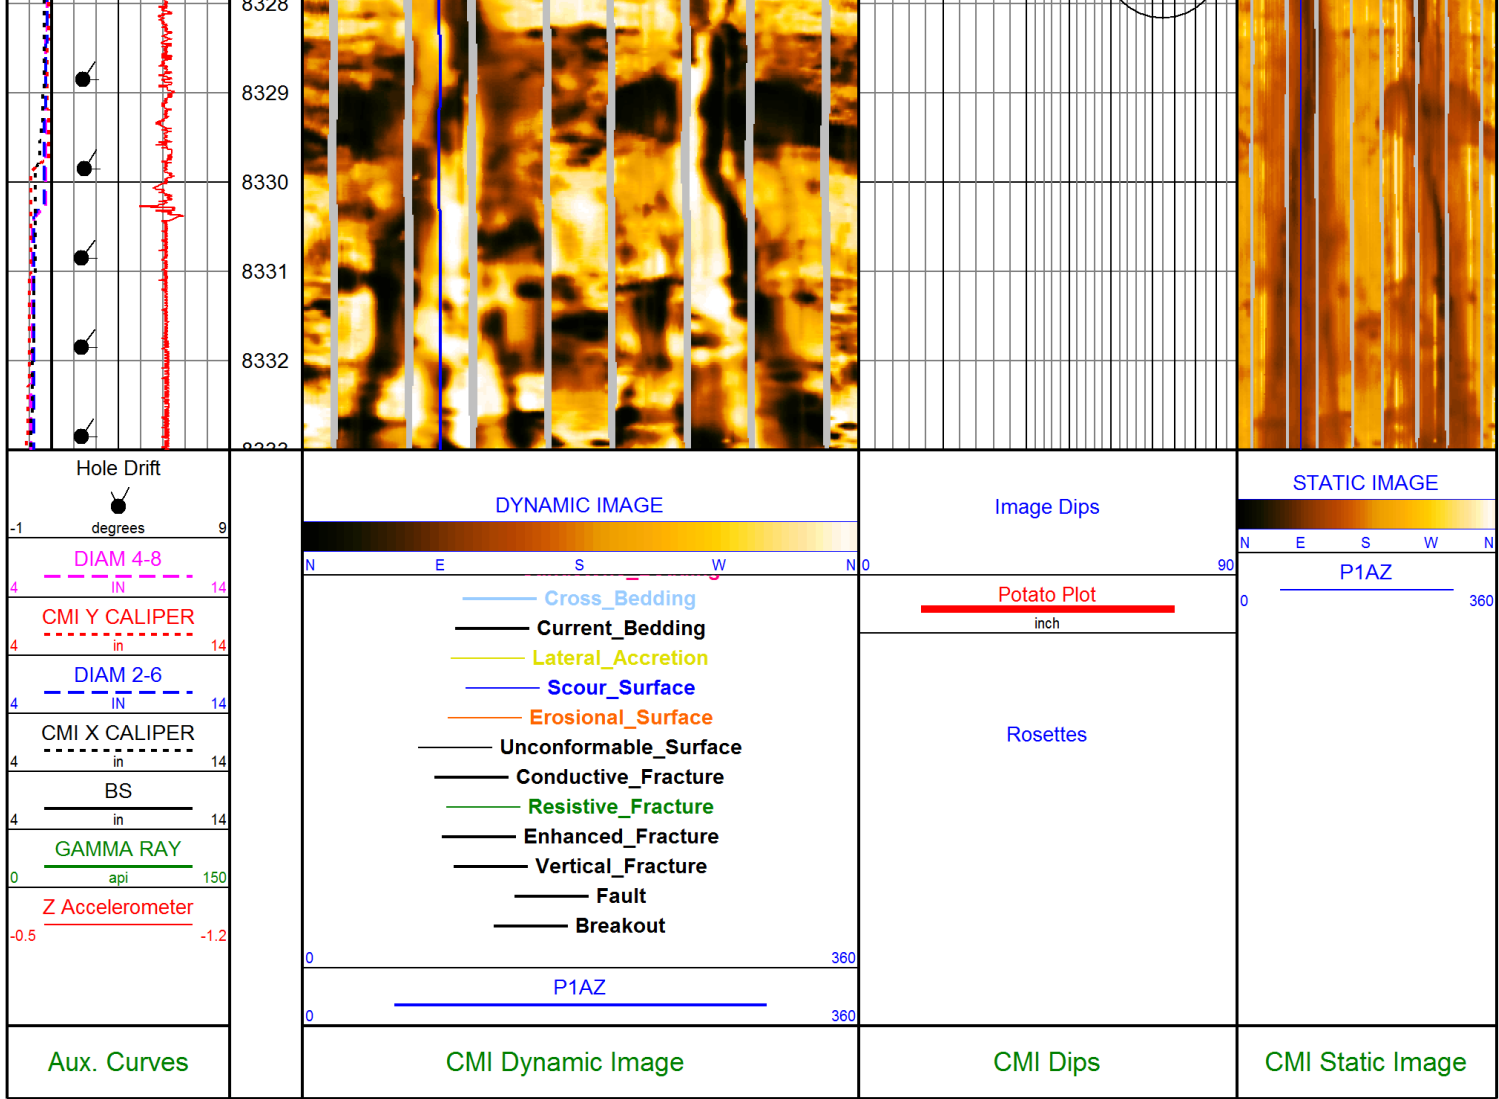 8328
8329
8330
8331
8332
Hole Drift
-1 degrees 9
DIAM 4-8
4 IN 14
CMI Y CALIPER
4 in 14
DIAM 2-6
4 IN 14
CMI X CALIPER
4 in 14
BS
4 in 14
GAMMA RAY
0 api 150
Z Accelerometer
-0.5 -1.2
Aux. Curves
DYNAMIC IMAGE
N E S W N
Cross_Bedding
Current_Bedding
Lateral_Accretion
Scour_Surface
Erosional_Surface
Unconformable_Surface
Conductive_Fracture
Resistive_Fracture
Enhanced_Fracture
Vertical_Fracture
Fault
Breakout
0 360
P1AZ
0 360
CMI Dynamic Image
Image Dips
0 90
Potato Plot
inch
Rosettes
CMI Dips
STATIC IMAGE
N E S W N
P1AZ
0 360
CMI Static Image